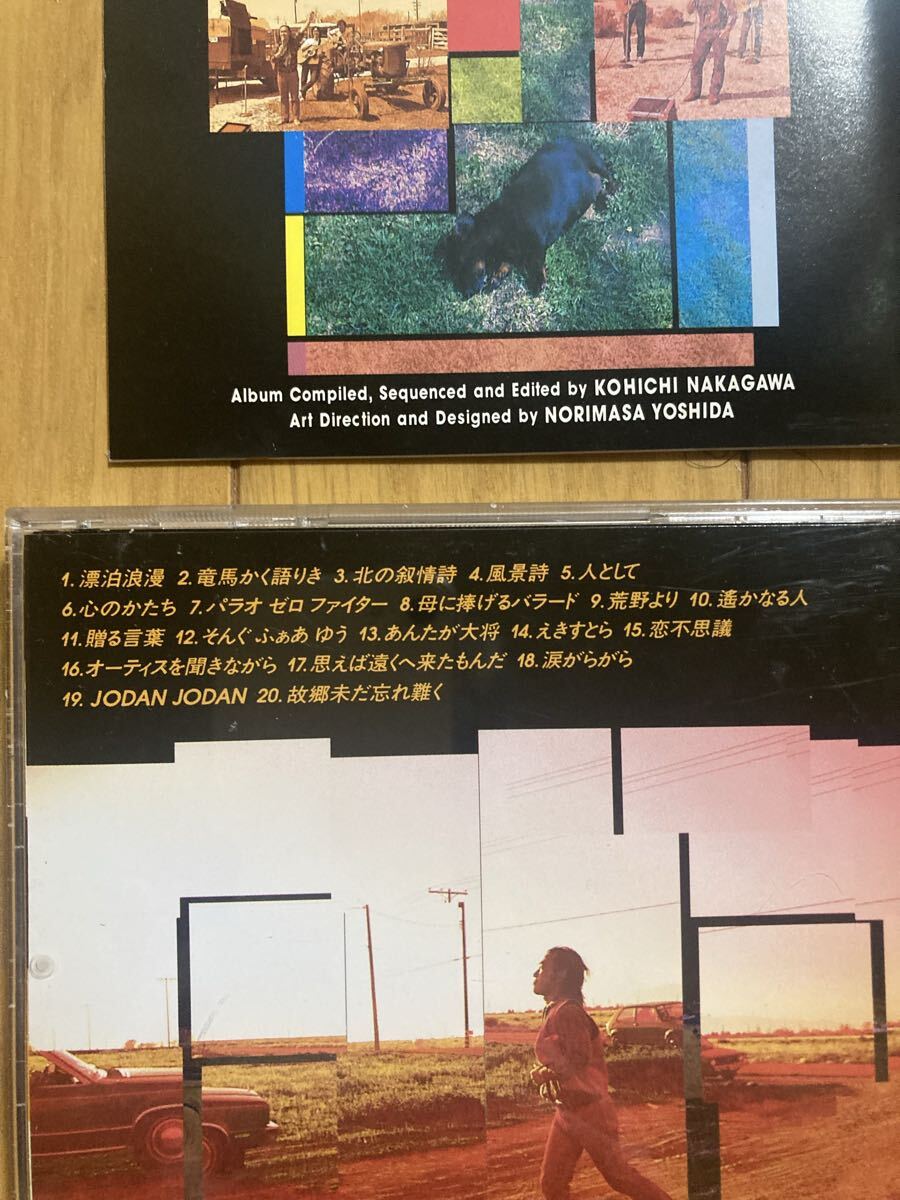 Album Compiled, Sequenced and Edited by KOHICHI NAKAGAWA
Art Direction and Designed by NORIMASA YOSHIDA
1. 漂泊浪漫 2. 竜馬かく語りき 3. 北の叙情詩 4. 風景詩 5. 人として
6. 心のかたち 7. パラオ ゼロ ファイター 8. 母に捧げるバラード 9. 荒野より 10. 遙かなる人
11. 贈る言葉 12. そんぐ ふぁあ ゆう 13. あんたが大将 14. えきすとら 15. 恋不思議
16. オーティスを聞きながら 17. 思えば遠くへ来たもんだ 18. 涙がらがら
19. JODAN JODAN 20. 故郷未だ忘れ難く